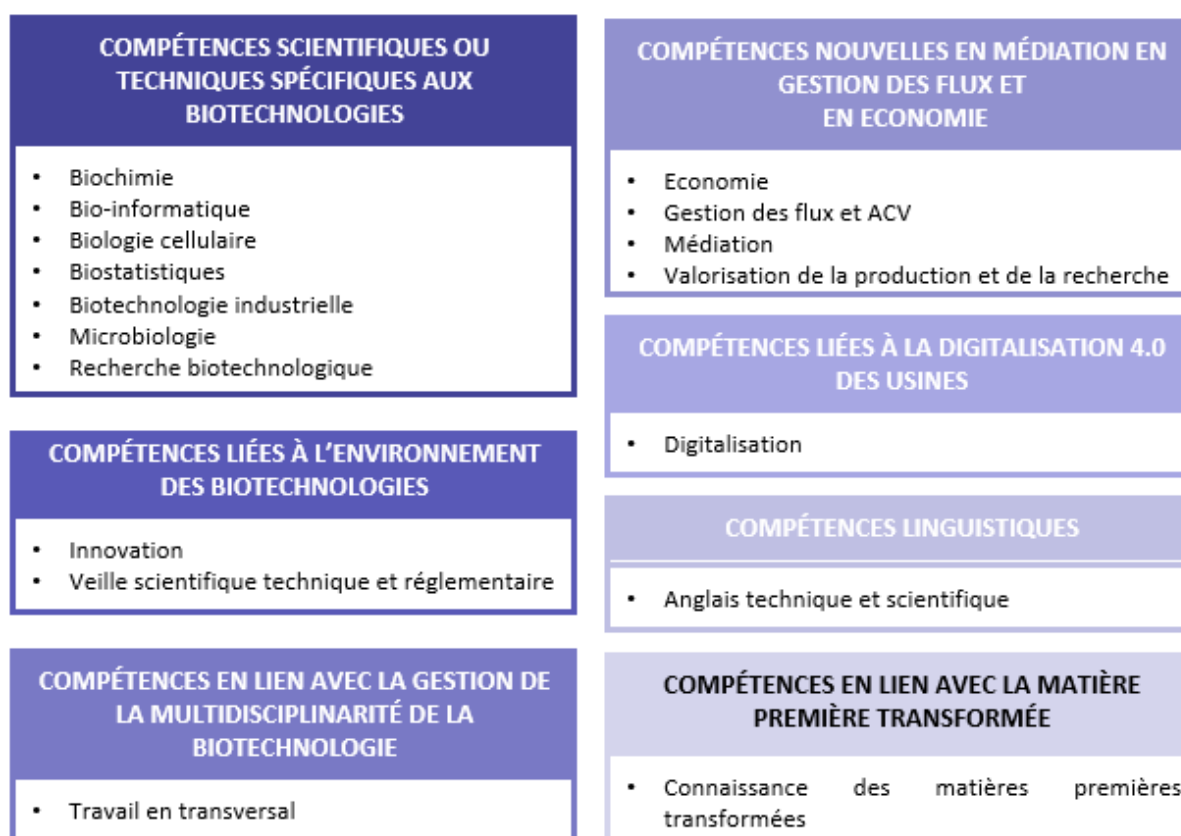 COMPÉTENCES SCIENTIFIQUES OU
TECHNIQUES SPÉCIFIQUES AUX
BIOTECHNOLOGIES
• Biochimie
• Bio-informatique
• Biologie cellulaire
• Biostatistiques
• Biotechnologie industrielle
• Microbiologie
• Recherche biotechnologique
COMPÉTENCES LIÉES À L'ENVIRONNEMENT
DES BIOTECHNOLOGIES
• Innovation
• Veille scientifique technique et réglementaire
COMPÉTENCES EN LIEN AVEC LA GESTION DE
LA MULTIDISCIPLINARITÉ DE LA
BIOTECHNOLOGIE
• Travail en transversal
COMPÉTENCES NOUVELLES EN MÉDIATION EN
GESTION DES FLUX ET
EN ECONOMIE
• Economie
• Gestion des flux et ACV
• Médiation
• Valorisation de la production et de la recherche
COMPÉTENCES LIÉES À LA DIGITALISATION 4.0
DES USINES
• Digitalisation
COMPÉTENCES LINGUISTIQUES
• Anglais technique et scientifique
COMPÉTENCES EN LIEN AVEC LA MATIÈRE
PREMIÈRE TRANSFORMÉE
• Connaissance des matières premières
transformées